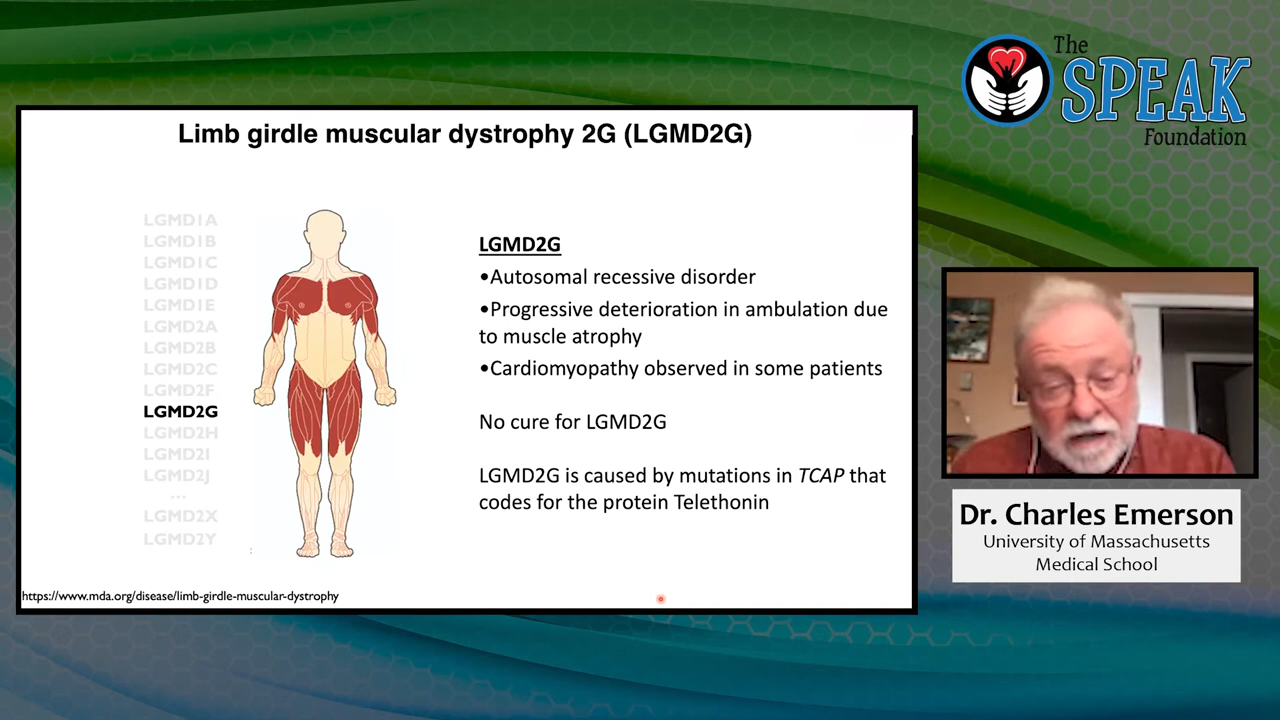 The
SPEAK
Foundation
Limb girdle muscular dystrophy 2G (LGMD2G)
LGMD1A
LGMD1B
LGMD1C
LGMD1D
LGMD1E
LGMD2A
LGMD2B
LGMD2C
LGMD2F
LGMD2G
LGMD2H
LGMD2I
LGMD2J
...
LGMD2X
LGMD2Y
LGMD2G
•Autosomal recessive disorder
•Progressive deterioration in ambulation due
to muscle atrophy
•Cardiomyopathy observed in some patients
No cure for LGMD2G
LGMD2G is caused by mutations in TCAP that
codes for the protein Telethonin
https://www.mda.org/disease/limb-girdle-muscular-dystrophy
Dr. Charles Emerson
University of Massachusetts
Medical School